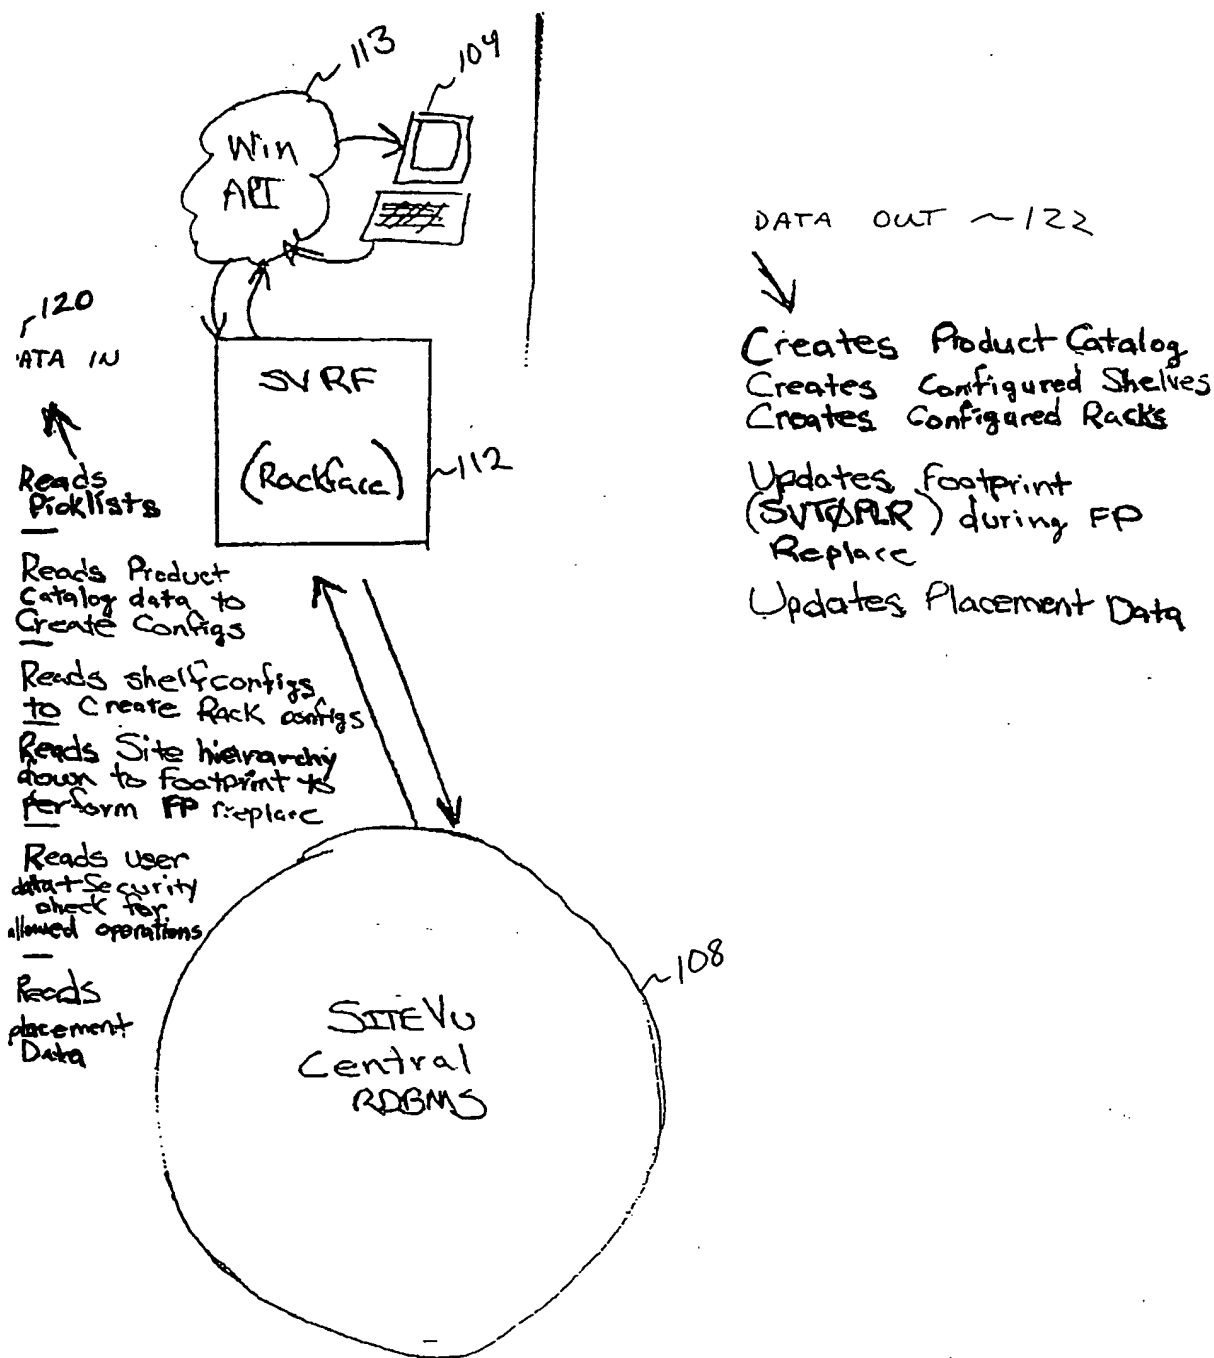 113
104
Win
API
DATA OUT ~122
120
ATA IN
SVRF
(Rackface)
112
Creates Product Catalog
Creates Configured Shelves
Creates Configured Racks
Updates Footprint
(SVTØPLR) during FP
Replace
Updates Placement Data
Reads
Picklists
Reads Product
Catalog data to
Create Configs
Reads shelf configs
to Create Rack configs
Reads Site hierarchy
down to Footprint to
perform FP replace
Reads user
data + Security
check for
allowed operations
Reads
placement
Data
108
SITEVU
Central
RDBMS